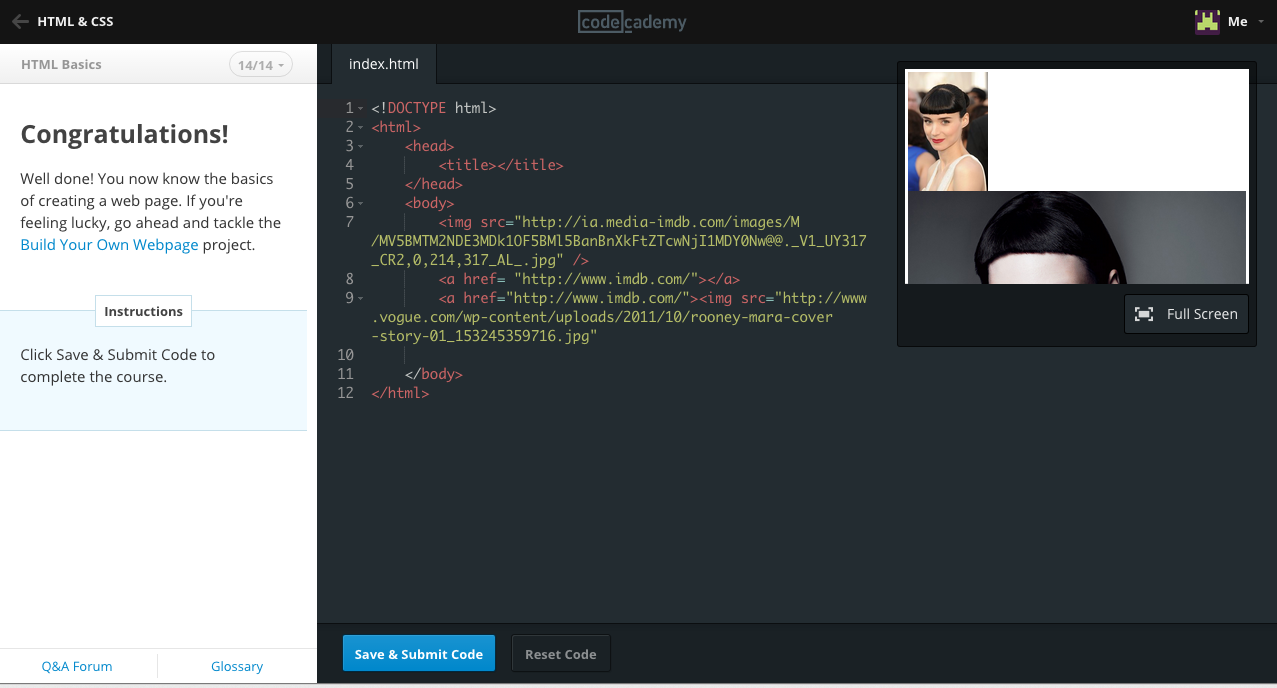 HTML & CSS
codecademy
Me
HTML Basics
14/14
index.html
Congratulations!
Well done! You now know the basics
of creating a web page. If you're
feeling lucky, go ahead and tackle the
Build Your Own Webpage project.
Instructions
Click Save & Submit Code to
complete the course.
Q&A Forum
Glossary
1 <!DOCTYPE html>
2 <html>
3 <head>
4 <title></title>
5 </head>
6 <body>
7 <img src="http://ia.media-imdb.com/images/M
/MV5BMTM2NDE3MDk1OF5BMl5BanBnXkFtZTcwNjI1MDY0Nw@@._V1_UY317
_CR2,0,214,317_AL_.jpg" />
8 <a href= "http://www.imdb.com/"></a>
9 <a href="http://www.imdb.com/"><img src="http://www
.vogue.com/wp-content/uploads/2011/10/rooney-mara-cover
-story-01_153245359716.jpg"
10
11 </body>
12 </html>
Full Screen
Save & Submit Code
Reset Code